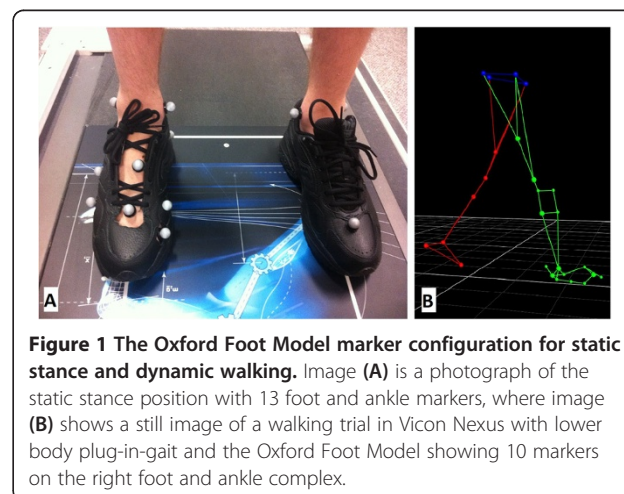 A
B
Figure 1 The Oxford Foot Model marker configuration for static
stance and dynamic walking. Image (A) is a photograph of the
static stance position with 13 foot and ankle markers, where image
(B) shows a still image of a walking trial in Vicon Nexus with lower
body plug-in-gait and the Oxford Foot Model showing 10 markers
on the right foot and ankle complex.